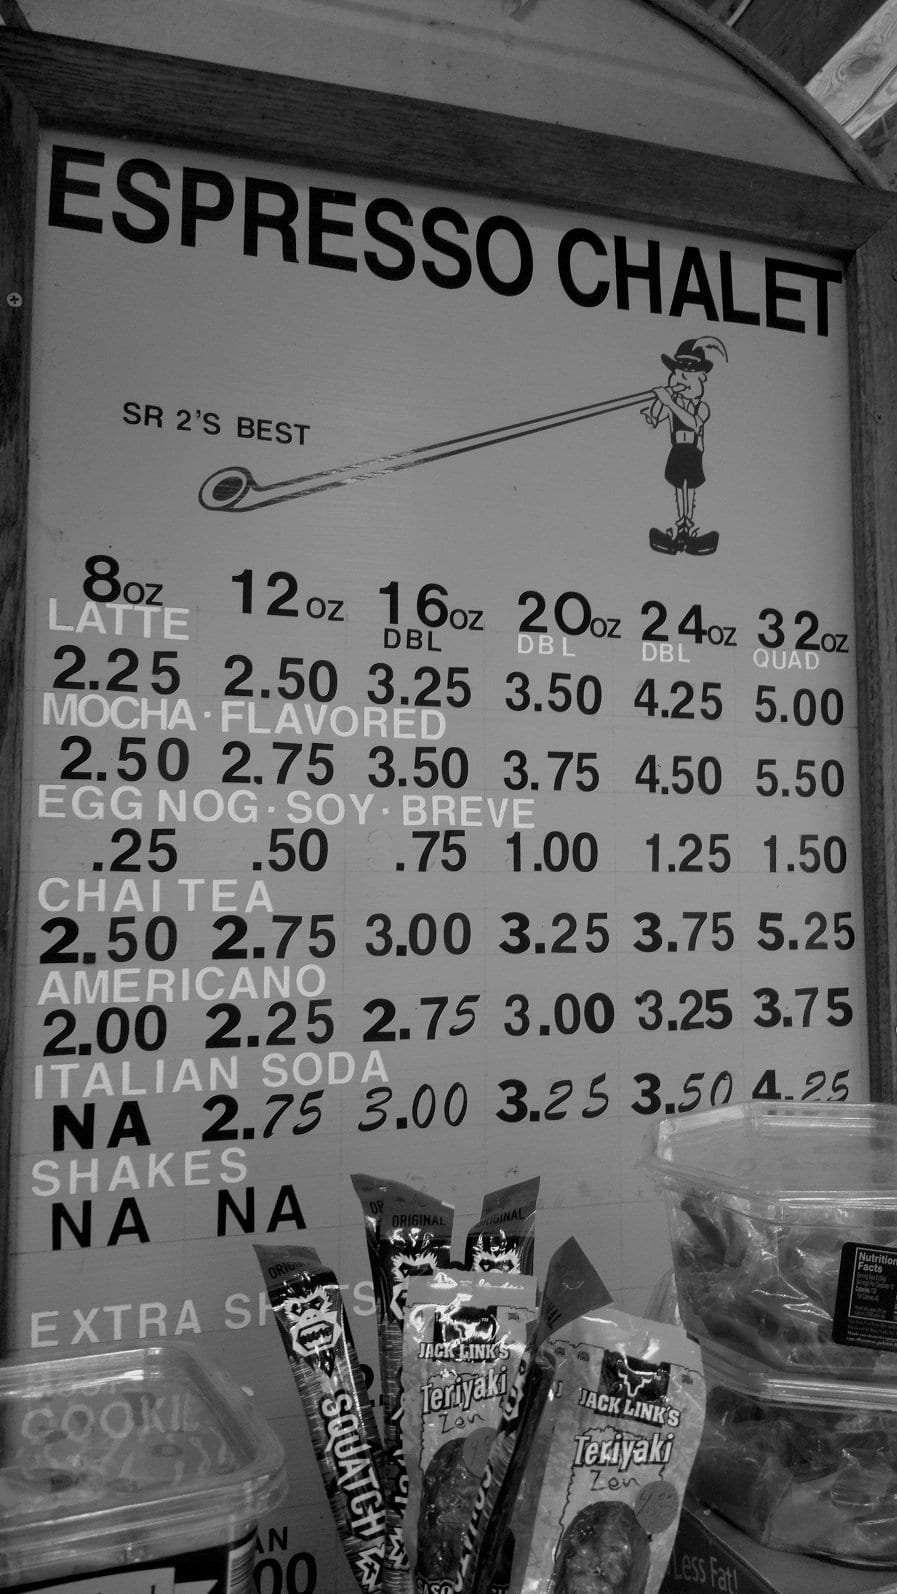 ESPRESSO CHALET
SR 2'S BEST
8oz 12oz 16oz 20oz 24oz 32oz
DBL DBL DBL QUAD
LATTE
2.25 2.50 3.25 3.50 4.25 5.00
MOCHA·FLAVORED
2.50 2.75 3.50 3.75 4.50 5.50
EGG NOG·SOY·BREVE
.25 .50 .75 1.00 1.25 1.50
CHAI TEA
2.50 2.75 3.00 3.25 3.75 5.25
AMERICANO
2.00 2.25 2.75 3.00 3.25 3.75
ITALIAN SODA
NA 2.75 3.00 3.25 3.50 4.25
SHAKES
NA NA
EXTRA
ORIGINAL
SQUATCH
JACK LINK'S
Teriyaki
Zen
JACK LINK'S
Teriyaki
Zen
Nutrition
Facts
Less Fat!